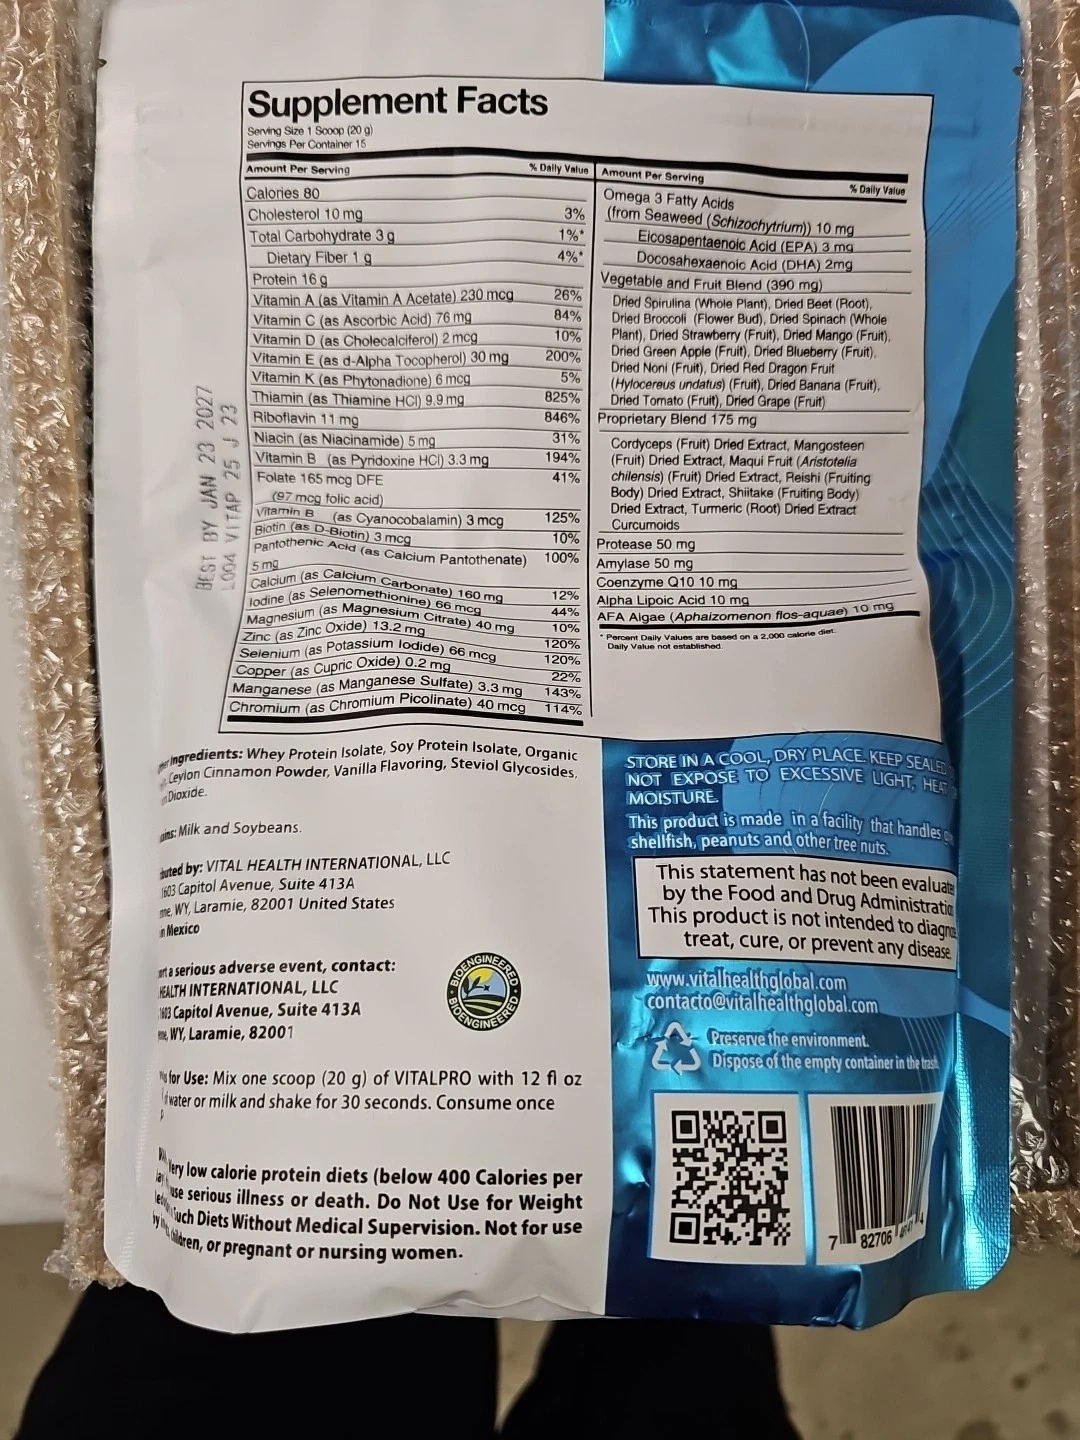 Supplement Facts
Serving Size 1 Scoop (20 g)
Servings Per Container 15
Amount Per Serving % Daily Value
Calories 80
Cholesterol 10 mg 3%
Total Carbohydrate 3 g 1%*
Dietary Fiber 1 g 4%*
Protein 16 g
Vitamin A (as Vitamin A Acetate) 230 mcg 26%
Vitamin C (as Ascorbic Acid) 76 mg 84%
Vitamin D (as Cholecalciferol) 2 mcg 10%
Vitamin E (as d-Alpha Tocopherol) 30 mg 200%
Vitamin K (as Phytonadione) 6 mcg 5%
Thiamin (as Thiamine HCl) 9.9 mg 825%
Riboflavin 11 mg 846%
Niacin (as Niacinamide) 5 mg 31%
Vitamin B (as Pyridoxine HCl) 3.3 mg 194%
Folate 165 mcg DFE 41%
(97 mcg folic acid)
Vitamin B (as Cyanocobalamin) 3 mcg 125%
Biotin (as D-Biotin) 3 mcg 10%
Pantothenic Acid (as Calcium Pantothenate) 100%
5 mg
Calcium (as Calcium Carbonate) 160 mg 12%
Iodine (as Selenomethionine) 66 mcg 44%
Magnesium (as Magnesium Citrate) 40 mg 10%
Zinc (as Zinc Oxide) 13.2 mg 120%
Selenium (as Potassium Iodide) 66 mcg 120%
Copper (as Cupric Oxide) 0.2 mg 22%
Manganese (as Manganese Sulfate) 3.3 mg 143%
Chromium (as Chromium Picolinate) 40 mcg 114%
Amount Per Serving % Daily Value
Omega 3 Fatty Acids
(from Seaweed (Schizochytrium)) 10 mg
Eicosapentaenoic Acid (EPA) 3 mg
Docosahexaenoic Acid (DHA) 2mg
Vegetable and Fruit Blend (390 mg)
Dried Spirulina (Whole Plant), Dried Beet (Root),
Dried Broccoli (Flower Bud), Dried Spinach (Whole
Plant), Dried Strawberry (Fruit), Dried Mango (Fruit),
Dried Green Apple (Fruit), Dried Blueberry (Fruit),
Dried Noni (Fruit), Dried Red Dragon Fruit
(Hylocereus undatus) (Fruit), Dried Banana (Fruit),
Dried Tomato (Fruit), Dried Grape (Fruit)
Proprietary Blend 175 mg
Cordyceps (Fruit) Dried Extract, Mangosteen
(Fruit) Dried Extract, Maqui Fruit (Aristotelia
chilensis) (Fruit) Dried Extract, Reishi (Fruiting
Body) Dried Extract, Shiitake (Fruiting Body)
Dried Extract, Turmeric (Root) Dried Extract
Curcumoids
Protease 50 mg
Amylase 50 mg
Coenzyme Q10 10 mg
Alpha Lipoic Acid 10 mg
AFA Algae (Aphaizomenon flos-aquae) 10 mg
* Percent Daily Values are based on a 2,000 calorie diet.
Daily Value not established.
BEST BY JAN 23 2027
L004 VITAP 25 J 23
Ingredients: Whey Protein Isolate, Soy Protein Isolate, Organic
Ceylon Cinnamon Powder, Vanilla Flavoring, Steviol Glycosides,
Dioxide.
Milk and Soybeans.
by: VITAL HEALTH INTERNATIONAL, LLC
1603 Capitol Avenue, Suite 413A
WY, Laramie, 82001 United States
in Mexico
a serious adverse event, contact:
HEALTH INTERNATIONAL, LLC
1603 Capitol Avenue, Suite 413A
WY, Laramie, 82001
BIOENGINEERED
BIOENGINEERED
for Use: Mix one scoop (20 g) of VITALPRO with 12 fl oz
water or milk and shake for 30 seconds. Consume once
Very low calorie protein diets (below 400 Calories per
serious illness or death. Do Not Use for Weight
Such Diets Without Medical Supervision. Not for use
or pregnant or nursing women.
STORE IN A COOL, DRY PLACE. KEEP SEALED
NOT EXPOSE TO EXCESSIVE LIGHT, HEAT
MOISTURE.
This product is made in a facility that handles
shellfish, peanuts and other tree nuts.
This statement has not been evaluated
by the Food and Drug Administration
This product is not intended to diagnose
treat, cure, or prevent any disease.
www.vitalhealthglobal.com
contacto@vitalhealthglobal.com
Preserve the environment.
Dispose of the empty container in the trash.
7 82706 4